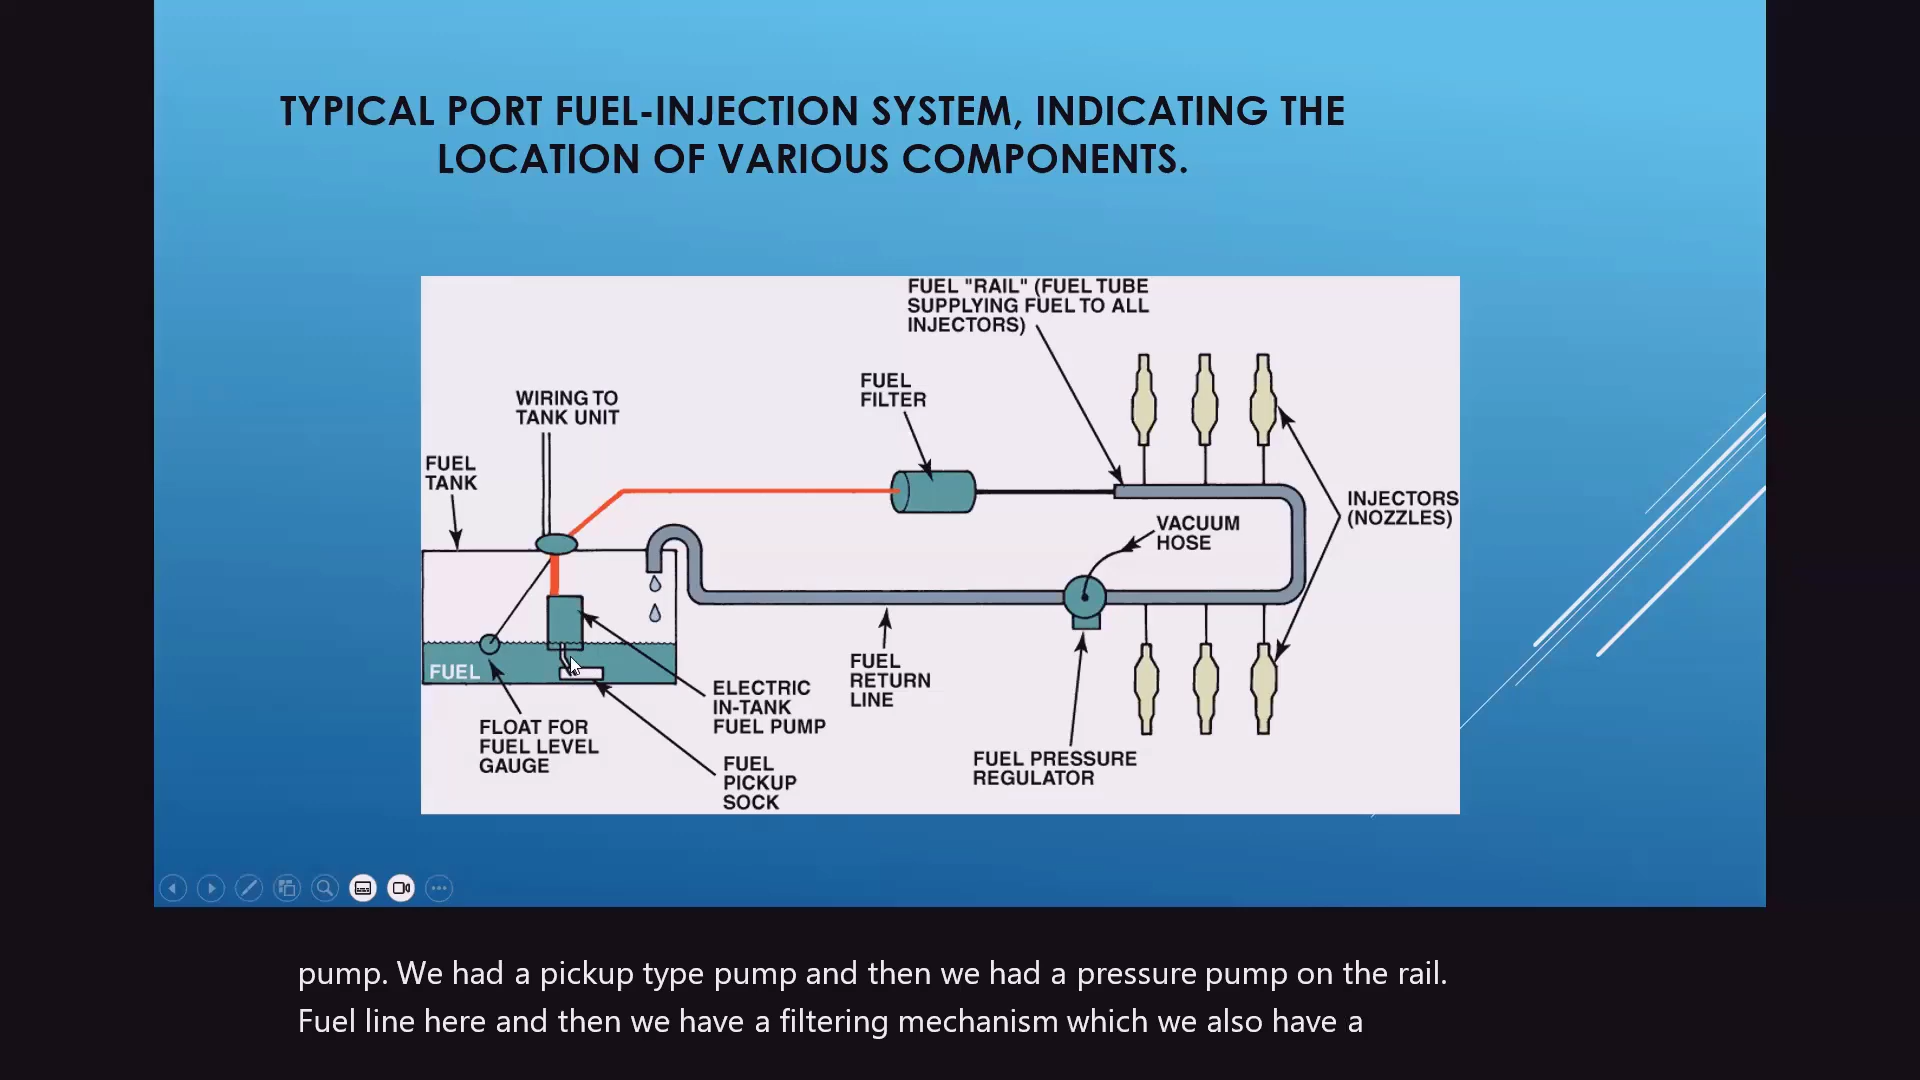 TYPICAL PORT FUEL-INJECTION SYSTEM, INDICATING THE
LOCATION OF VARIOUS COMPONENTS.
FUEL "RAIL" (FUEL TUBE
SUPPLYING FUEL TO ALL
INJECTORS)
FUEL
FILTER
WIRING TO
TANK UNIT
FUEL
TANK
INJECTORS
(NOZZLES)
VACUUM
HOSE
FUEL
FUEL
RETURN
LINE
ELECTRIC
IN-TANK
FUEL PUMP
FLOAT FOR
FUEL LEVEL
GAUGE
FUEL PRESSURE
REGULATOR
FUEL
PICKUP
SOCK
pump. We had a pickup type pump and then we had a pressure pump on the rail.
Fuel line here and then we have a filtering mechanism which we also have a